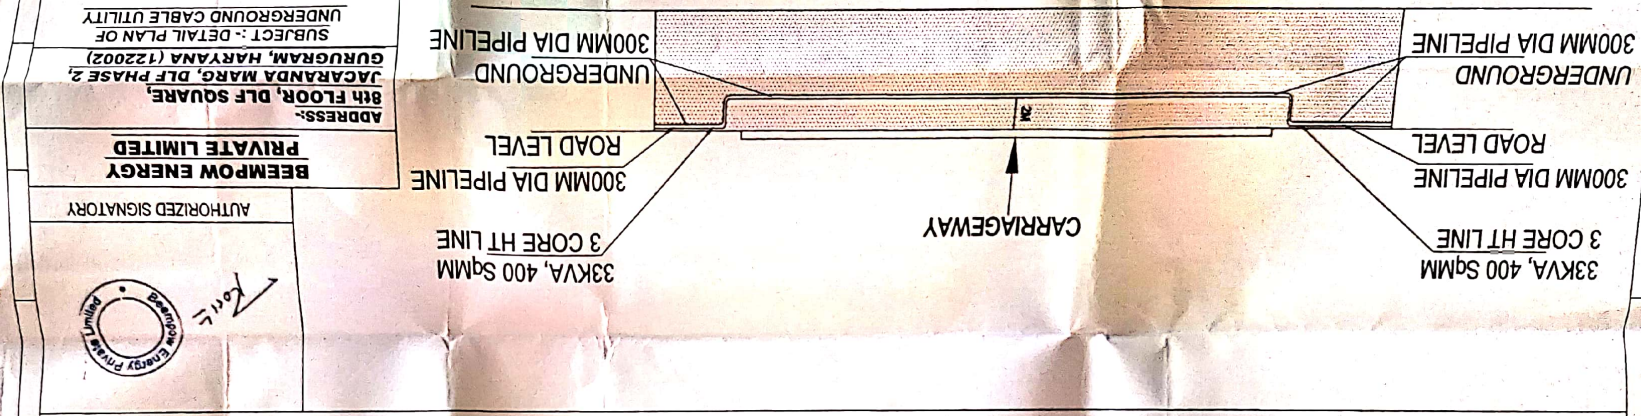 AUTHORIZED SIGNATORY
Beempow Energy Private Limited
BEEMPOW ENERGY
PRIVATE LIMITED
ADDRESS:-
8th FLOOR, DLF SQUARE,
JACARANDA MARG, DLF PHASE 2,
GURUGRAM, HARYANA (122002)
SUBJECT :- DETAIL PLAN OF
UNDERGROUND CABLE UTILITY
33KVA, 400 SqMM
3 CORE HT LINE
300MM DIA PIPELINE
ROAD LEVEL
UNDERGROUND
300MM DIA PIPELINE
CARRIAGEWAY
33KVA, 400 SqMM
3 CORE HT LINE
300MM DIA PIPELINE
ROAD LEVEL
UNDERGROUND
300MM DIA PIPELINE